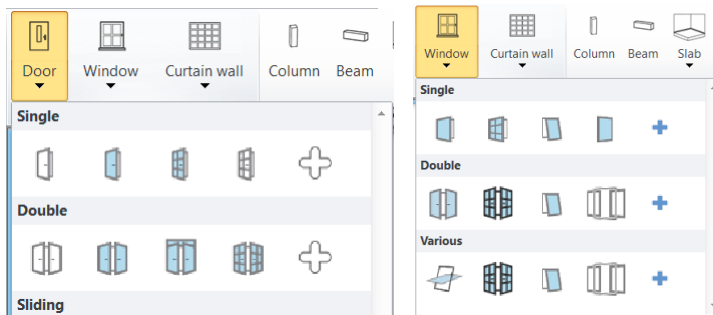 Door Window Curtain wall Column Beam
Single
Double
Sliding
Window Curtain wall Column Beam Slab
Single
Double
Various